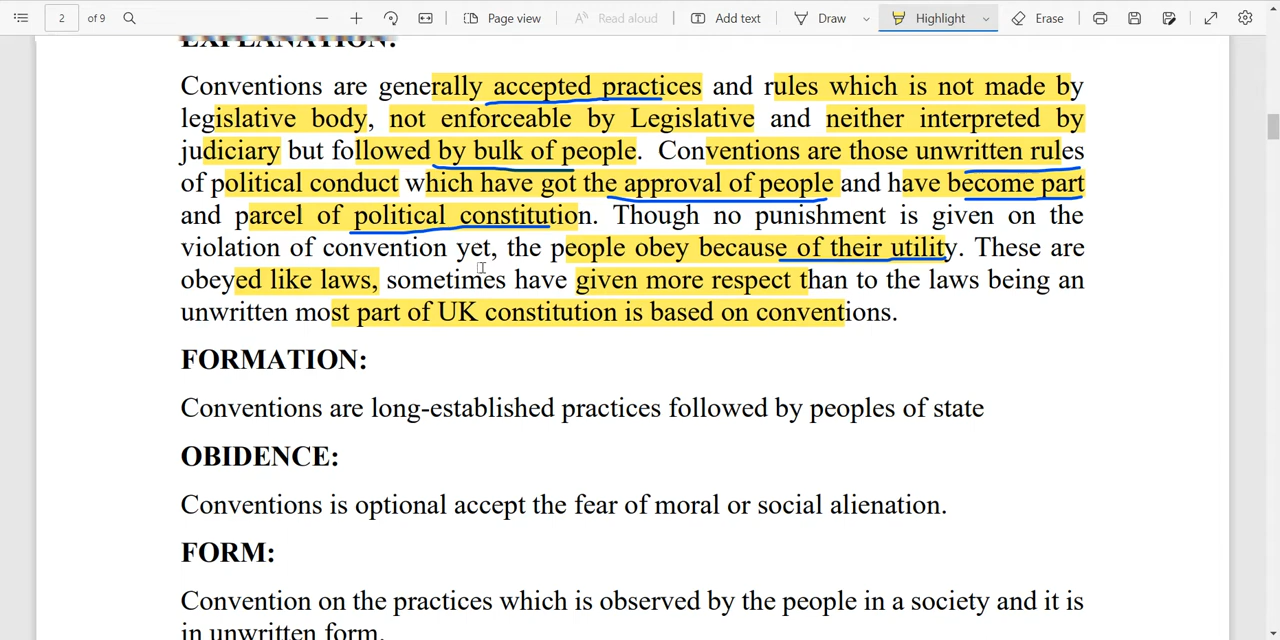 2 of 9 Page view Read aloud Add text Draw Highlight Erase
EXPLANATION:
Conventions are generally accepted practices and rules which is not made by
legislative body, not enforceable by Legislative and neither interpreted by
judiciary but followed by bulk of people. Conventions are those unwritten rules
of political conduct which have got the approval of people and have become part
and parcel of political constitution. Though no punishment is given on the
violation of convention yet, the people obey because of their utility. These are
obeyed like laws, sometimes have given more respect than to the laws being an
unwritten most part of UK constitution is based on conventions.
FORMATION:
Conventions are long-established practices followed by peoples of state
OBIDENCE:
Conventions is optional accept the fear of moral or social alienation.
FORM:
Convention on the practices which is observed by the people in a society and it is
in unwritten form.